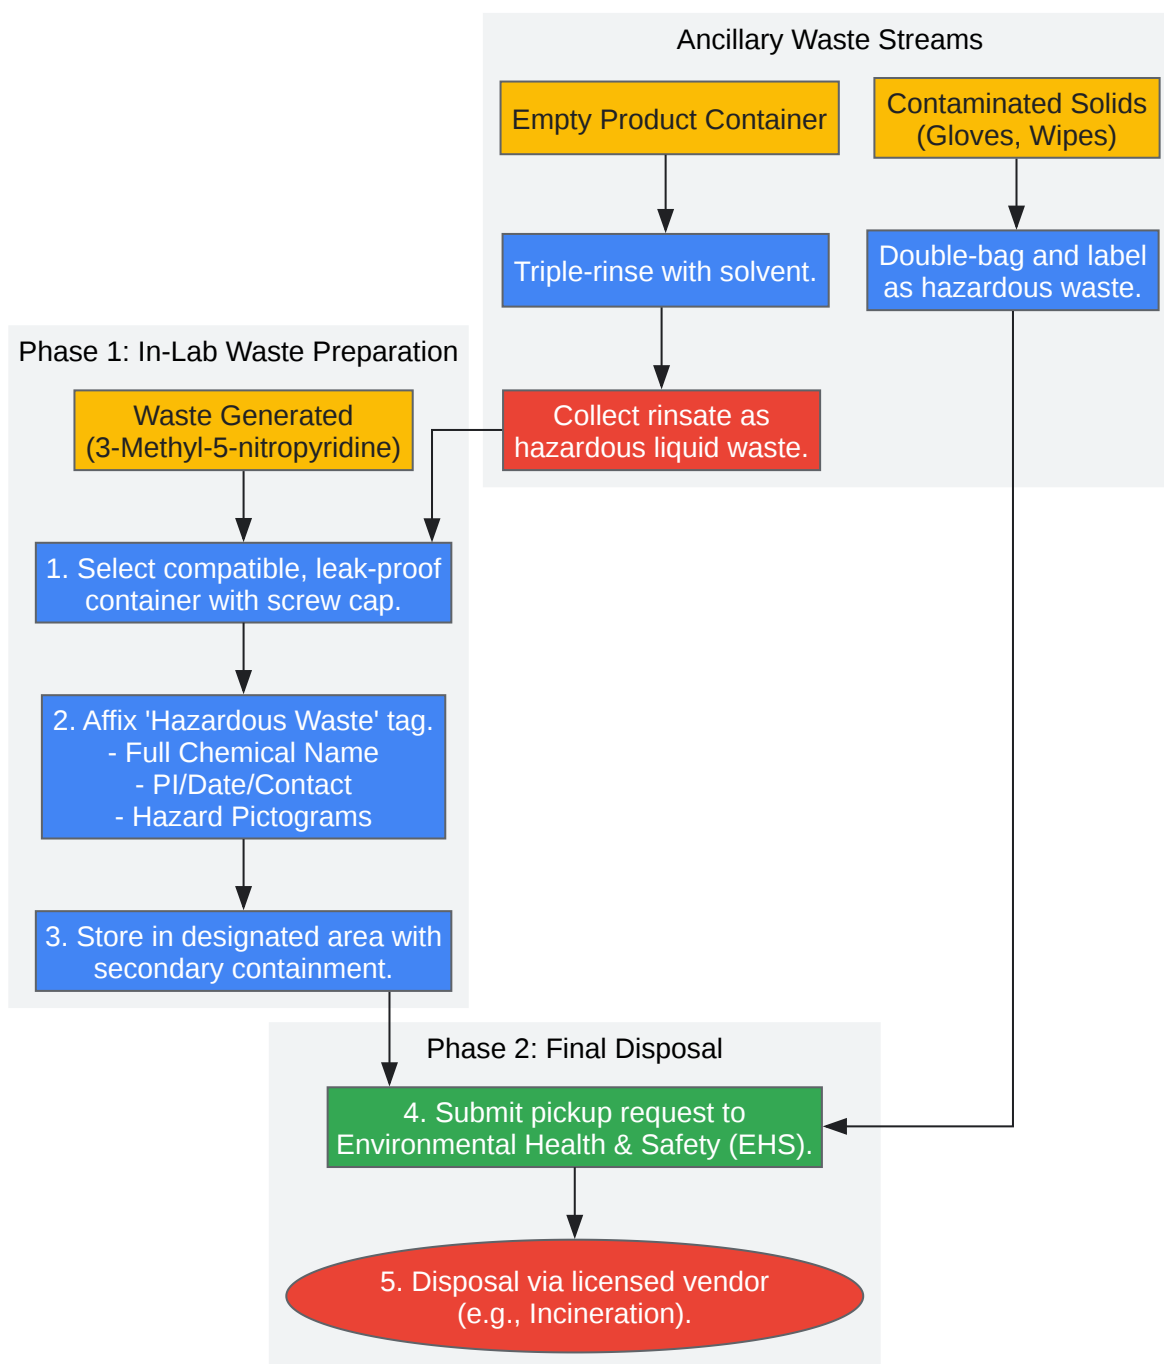 Ancillary Waste Streams
Empty Product Container
Contaminated Solids
(Gloves, Wipes)
Triple-rinse with solvent.
Double-bag and label
as hazardous waste.
Collect rinsate as
hazardous liquid waste.
Phase 1: In-Lab Waste Preparation
Waste Generated
(3-Methyl-5-nitropyridine)
1. Select compatible, leak-proof
container with screw cap.
2. Affix 'Hazardous Waste' tag.
- Full Chemical Name
- PI/Date/Contact
- Hazard Pictograms
3. Store in designated area with
secondary containment.
Phase 2: Final Disposal
4. Submit pickup request to
Environmental Health & Safety (EHS).
5. Disposal via licensed vendor
(e.g., Incineration).